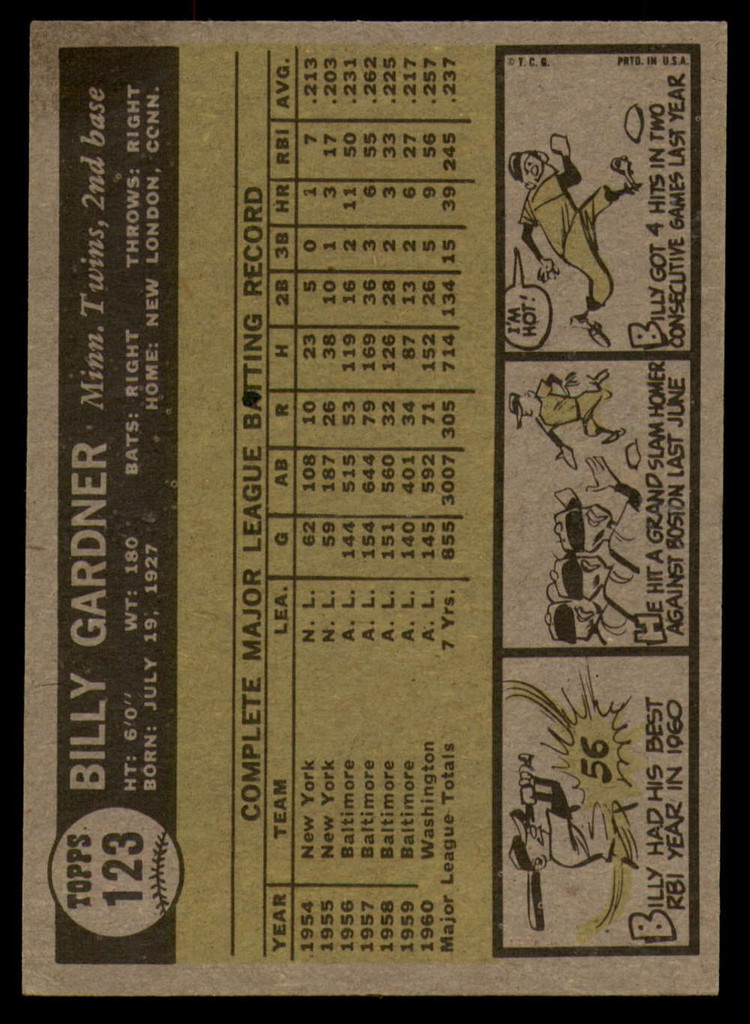 TOPPS
123
BILLY GARDNER · Minn. Twins, 2nd base
HT: 6'0" WT: 180 BATS: RIGHT THROWS: RIGHT
BORN: JULY 19, 1927 HOME: NEW LONDON, CONN.
COMPLETE MAJOR LEAGUE BATTING RECORD
YEAR TEAM LEA. G AB R H 2B 3B HR RBI AVG.
1954 New York N. L. 62 108 10 23 5 0 1 7 .213
1955 New York N. L. 59 187 26 38 10 1 3 17 .203
1956 Baltimore A. L. 144 515 53 119 16 2 11 50 .231
1957 Baltimore A. L. 154 644 79 169 36 3 6 55 .262
1958 Baltimore A. L. 151 560 32 126 28 2 3 33 .225
1959 Baltimore A. L. 140 401 34 87 13 2 6 27 .217
1960 Washington A. L. 145 592 71 152 26 5 9 56 .257
Major League Totals 7 Yrs. 855 3007 305 714 134 15 39 245 .237
56
BILLY HAD HIS BEST
RBI YEAR IN 1960
HE HIT A GRAND SLAM HOMER
AGAINST BOSTON LAST JUNE
I'M
HOT!
© T. C. G. PRTD. IN U.S.A.
BILLY GOT 4 HITS IN TWO
CONSECUTIVE GAMES LAST YEAR